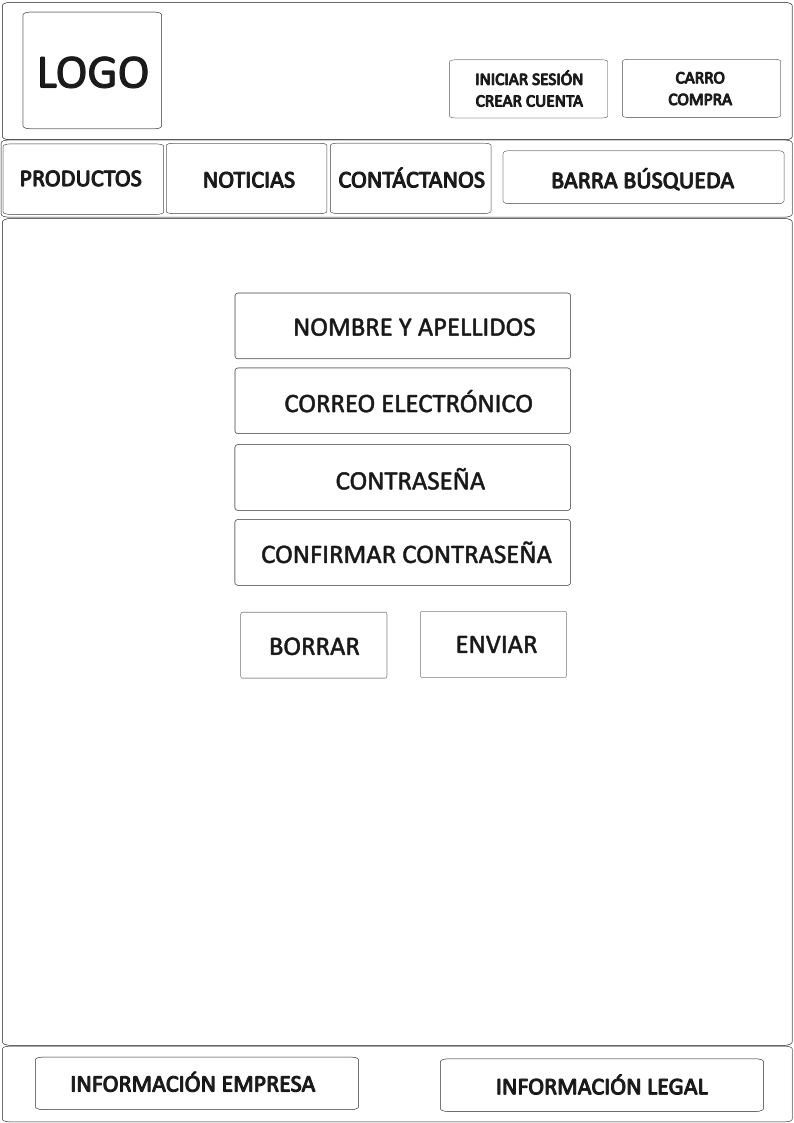 LOGO
INICIAR SESIÓN
CREAR CUENTA
CARRO
COMPRA
PRODUCTOS
NOTICIAS
CONTÁCTANOS
BARRA BÚSQUEDA
NOMBRE Y APELLIDOS
CORREO ELECTRÓNICO
CONTRASEÑA
CONFIRMAR CONTRASEÑA
BORRAR
ENVIAR
INFORMACIÓN EMPRESA
INFORMACIÓN LEGAL